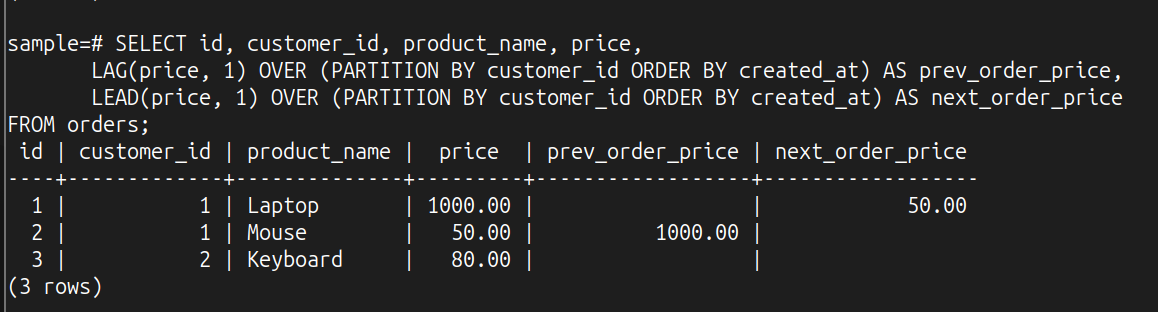 sample=# SELECT id, customer_id, product_name, price,
       LAG(price, 1) OVER (PARTITION BY customer_id ORDER BY created_at) AS prev_order_price,
       LEAD(price, 1) OVER (PARTITION BY customer_id ORDER BY created_at) AS next_order_price
FROM orders;
 id | customer_id | product_name |  price  | prev_order_price | next_order_price
----+-------------+--------------+---------+------------------+------------------
  1 |           1 | Laptop       | 1000.00 |                  |            50.00
  2 |           1 | Mouse        |   50.00 |          1000.00 |
  3 |           2 | Keyboard     |   80.00 |                  |
(3 rows)